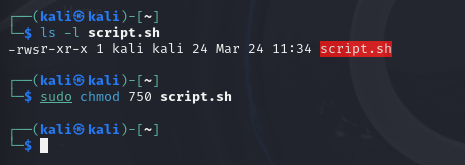 ┌──(kali㉿kali)-[~]
└─$ ls -l script.sh
-rwsr-xr-x 1 kali kali 24 Mar 24 11:34 script.sh
┌──(kali㉿kali)-[~]
└─$ sudo chmod 750 script.sh
┌──(kali㉿kali)-[~]
└─$